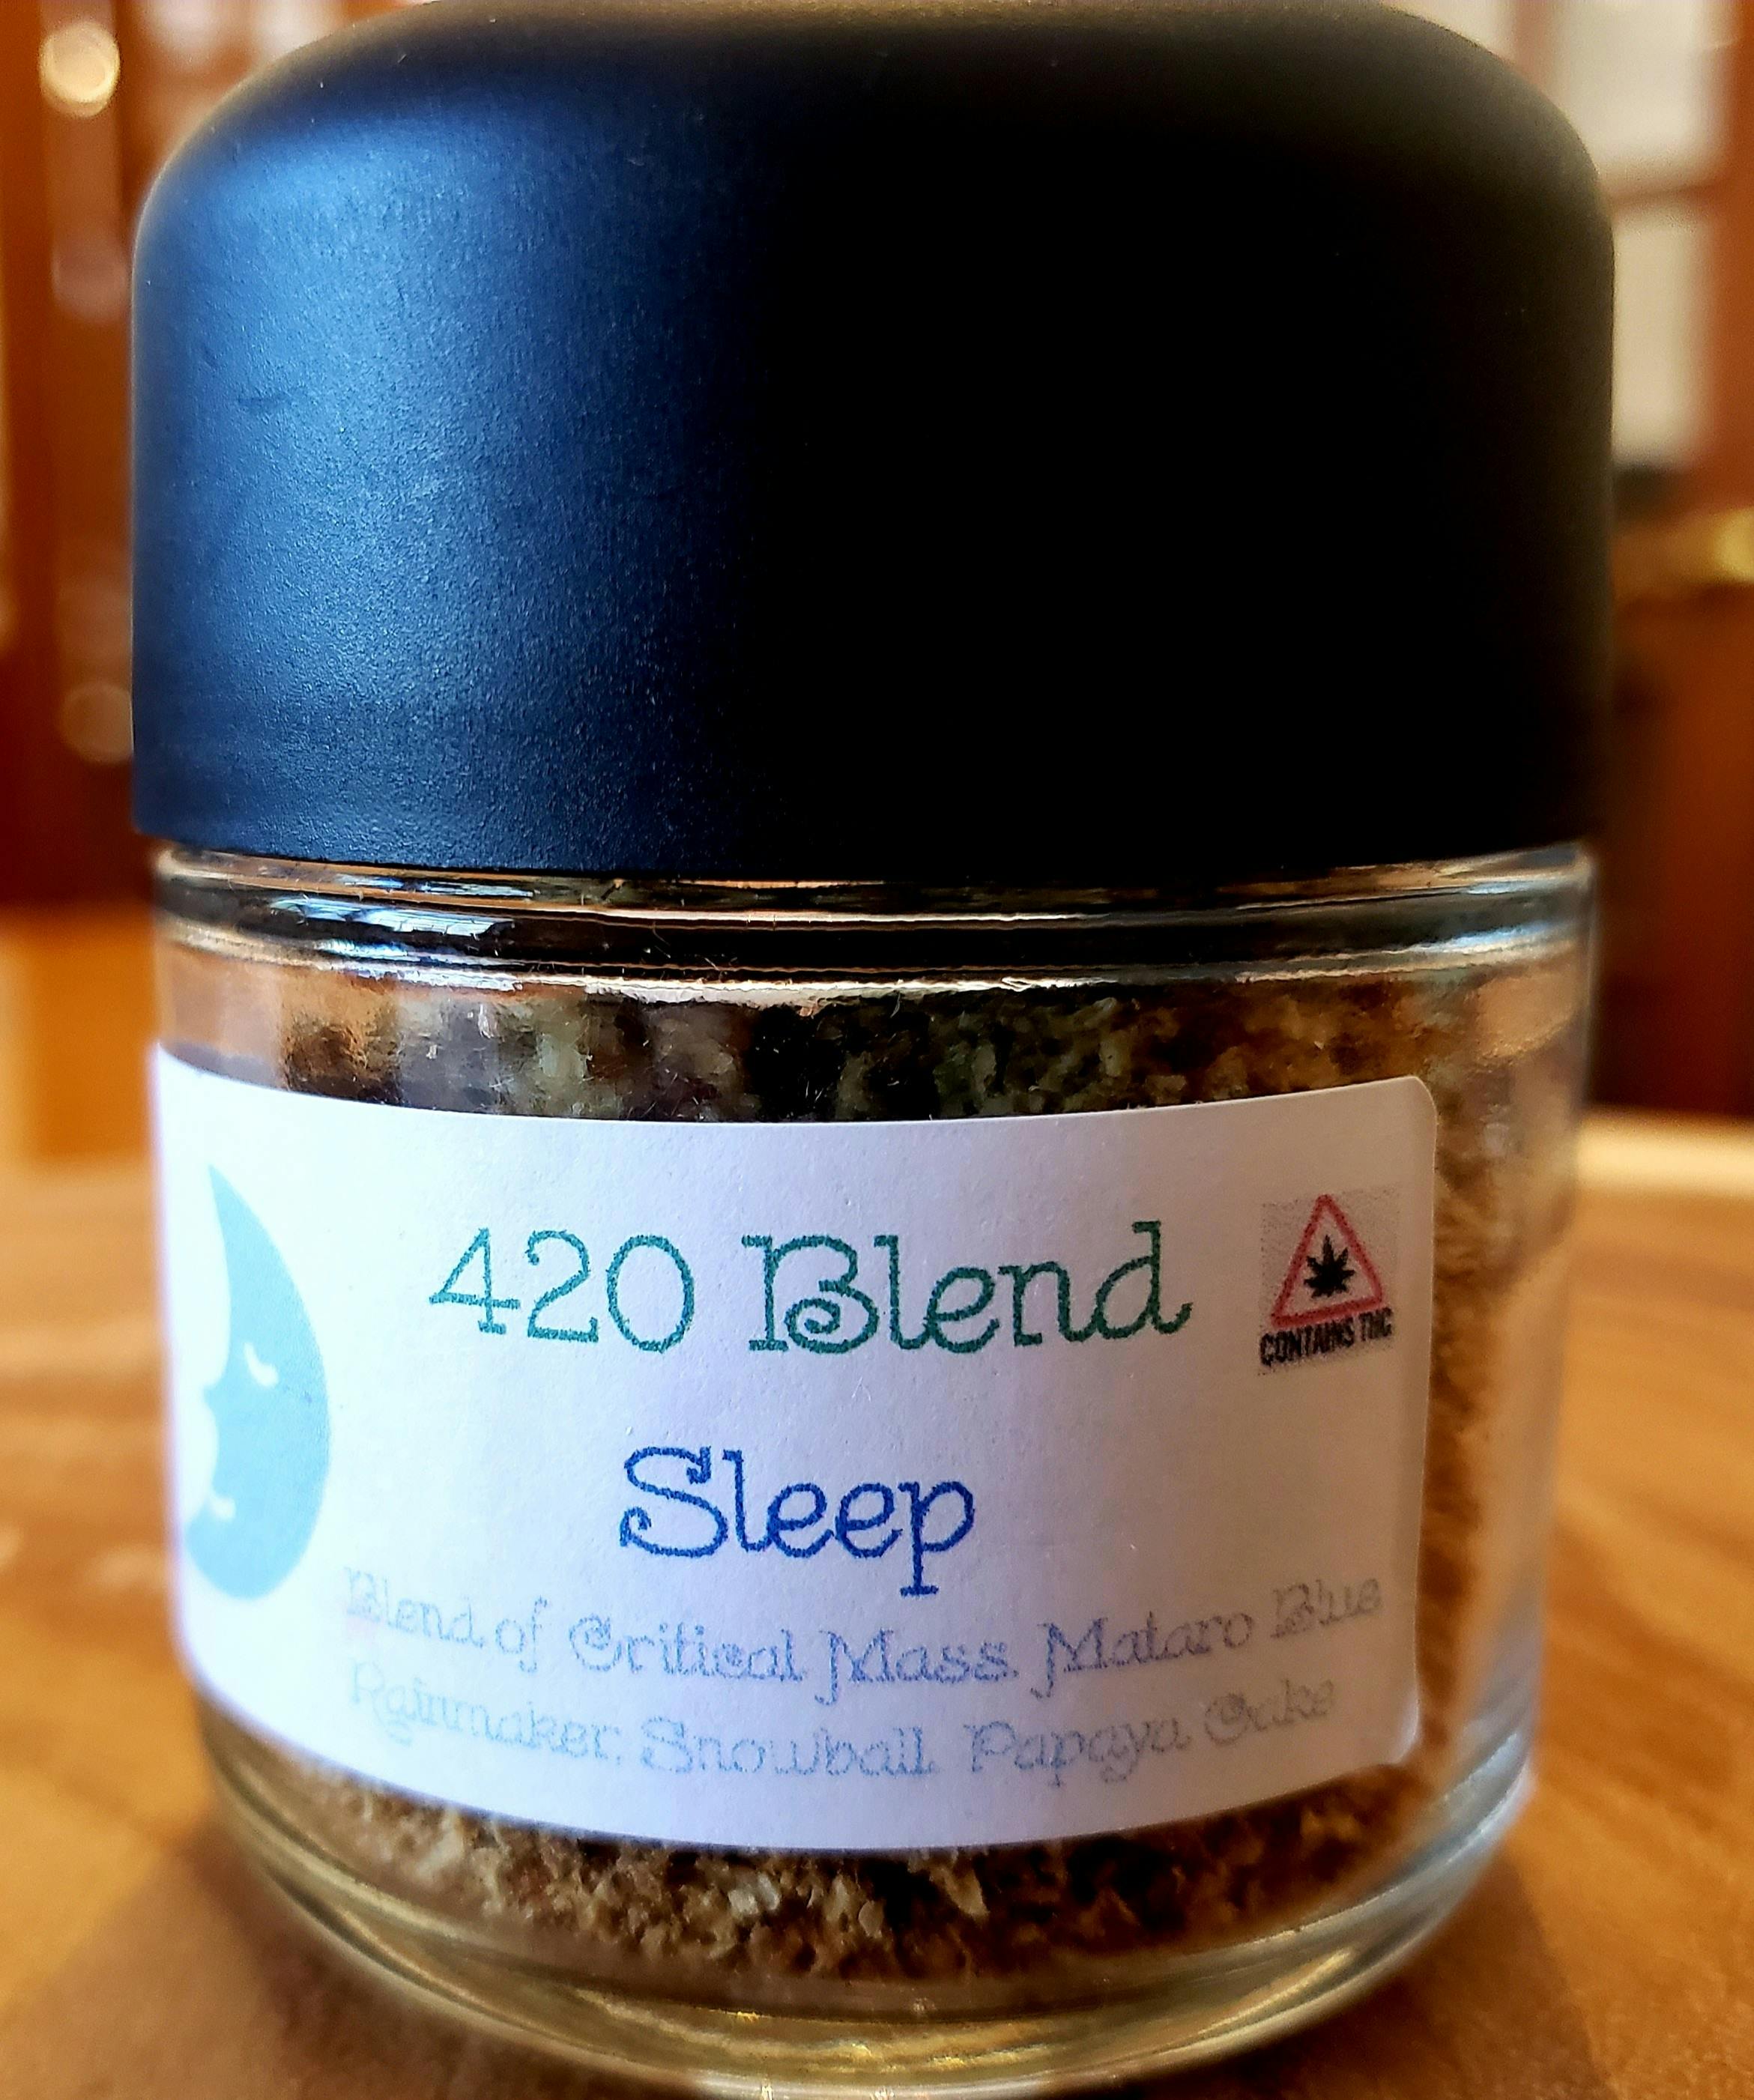 420 Blend
CONTAINS THC
Sleep
Blend of Critical Mass, Mataro Blue
Rainmaker, Snowball, Papaya Cake